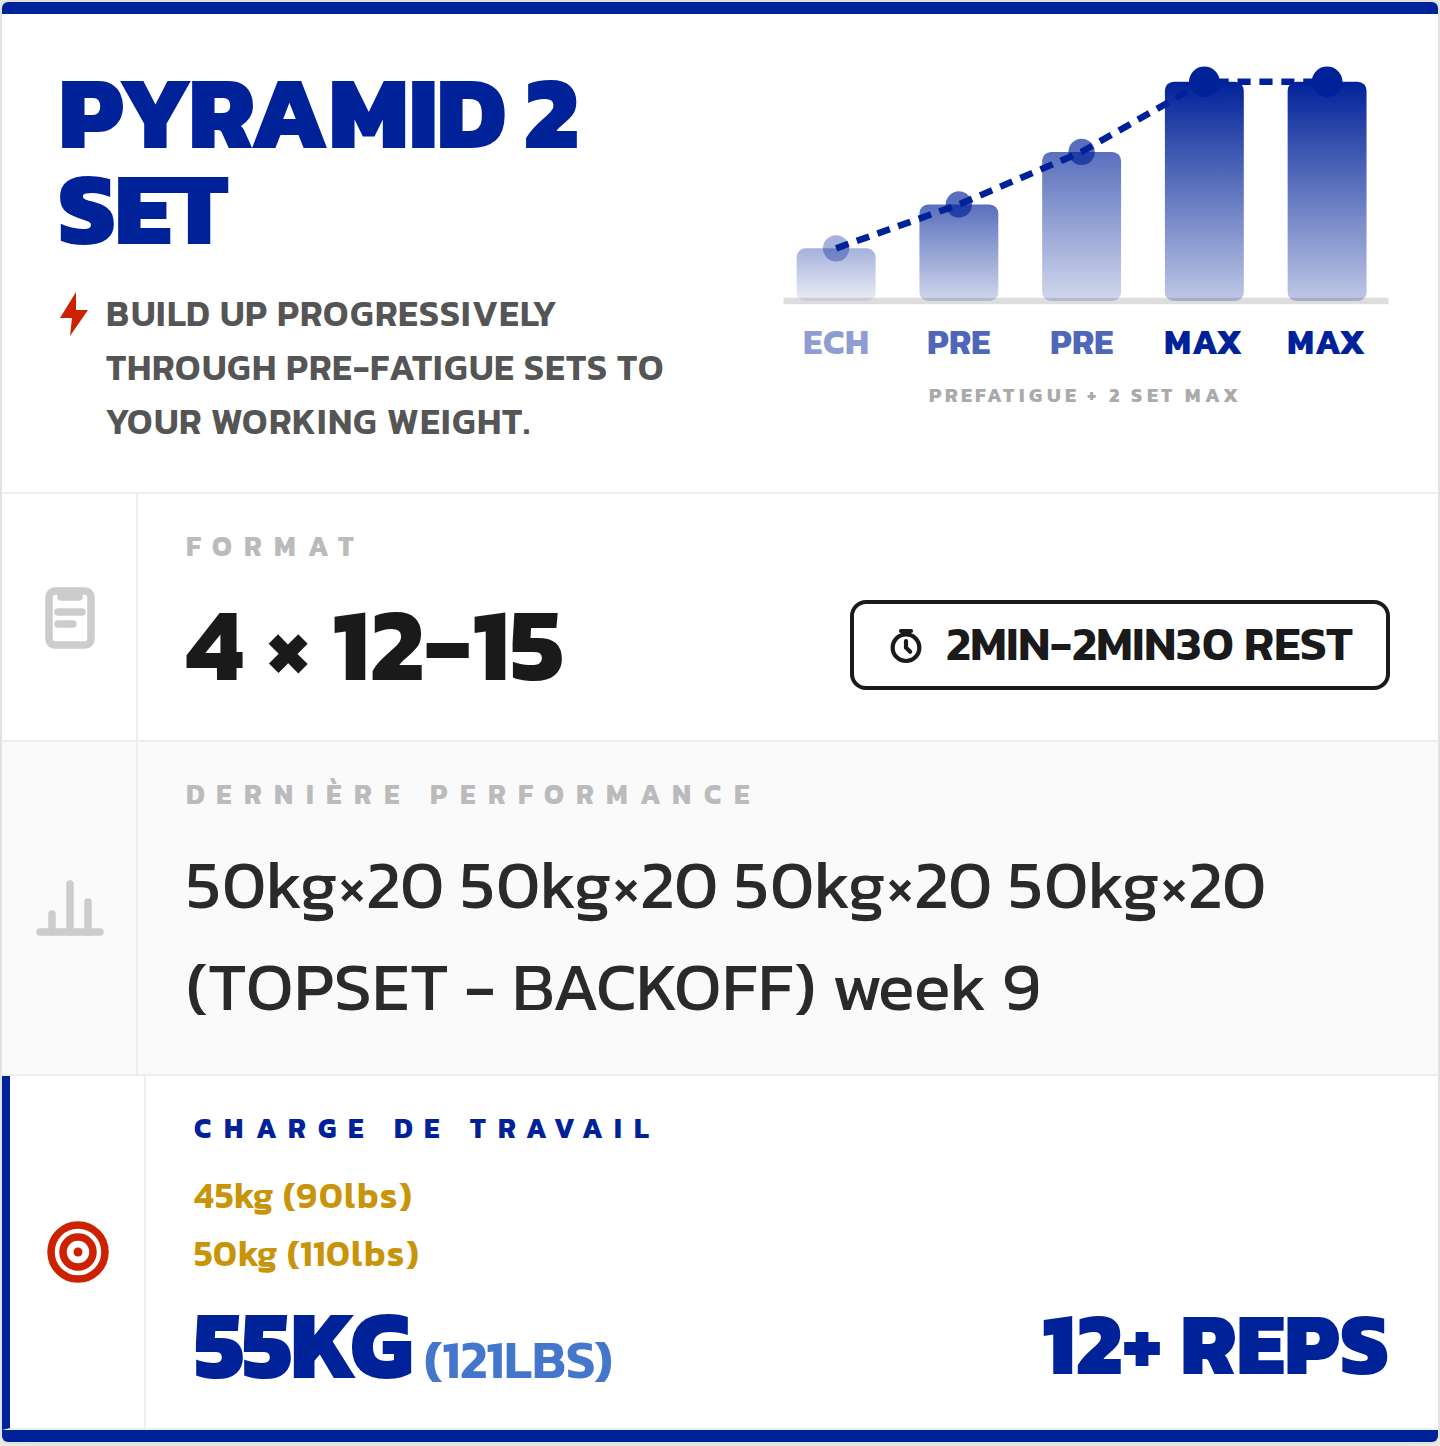 PYRAMID 2
SET
BUILD UP PROGRESSIVELY
THROUGH PRE–FATIGUE SETS TO
YOUR WORKING WEIGHT.
ECH PRE PRE MAX MAX
PREFATIGUE + 2 SET MAX
FORMAT
4 × 12–15
2MIN–2MIN30 REST
DERNIÈRE PERFORMANCE
50kg×20 50kg×20 50kg×20 50kg×20
(TOPSET – BACKOFF) week 9
CHARGE DE TRAVAIL
45kg (90lbs)
50kg (110lbs)
55KG (121LBS)
12+ REPS